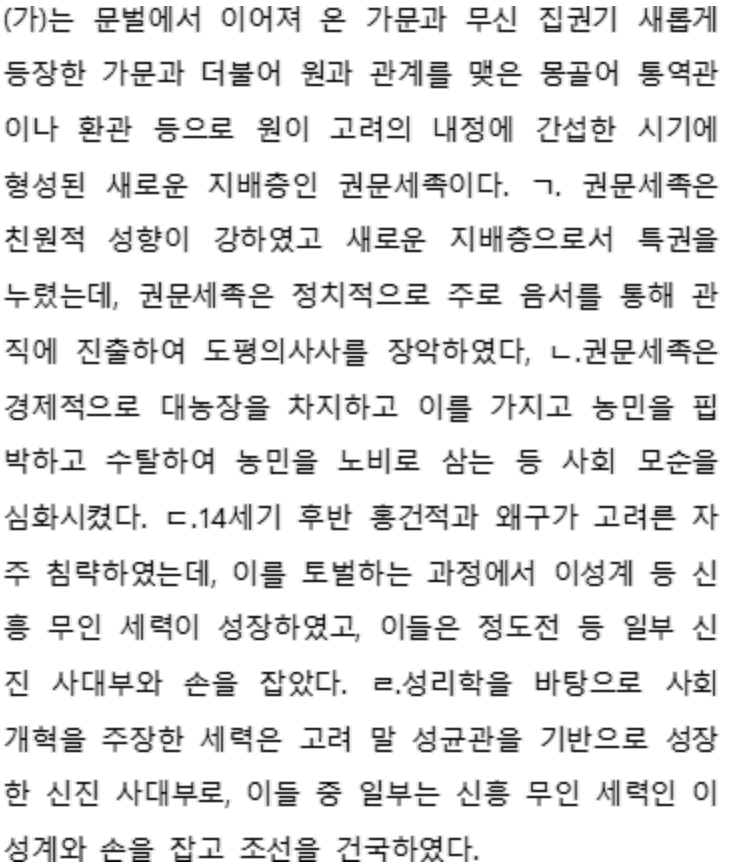 (가)는 문벌에서 이어져 온 가문과 무신 집권기 새롭게
등장한 가문과 더불어 원과 관계를 맺은 몽골어 통역관
이나 환관 등으로 원이 고려의 내정에 간섭한 시기에
형성된 새로운 지배층인 권문세족이다. ㄱ. 권문세족은
친원적 성향이 강하였고 새로운 지배층으로서 특권을
누렸는데, 권문세족은 정치적으로 주로 음서를 통해 관
직에 진출하여 도평의사사를 장악하였다, ㄴ.권문세족은
경제적으로 대농장을 차지하고 이를 가지고 농민을 핍
박하고 수탈하여 농민을 노비로 삼는 등 사회 모순을
심화시켰다. ㄷ.14세기 후반 홍건적과 왜구가 고려른 자
주 침략하였는데, 이를 토벌하는 과정에서 이성계 등 신
흥 무인 세력이 성장하였고, 이들은 정도전 등 일부 신
진 사대부와 손을 잡았다. ㄹ.성리학을 바탕으로 사회
개혁을 주장한 세력은 고려 말 성균관을 기반으로 성장
한 신진 사대부로, 이들 중 일부는 신흥 무인 세력인 이
성계와 손을 잡고 조선을 건국하였다.